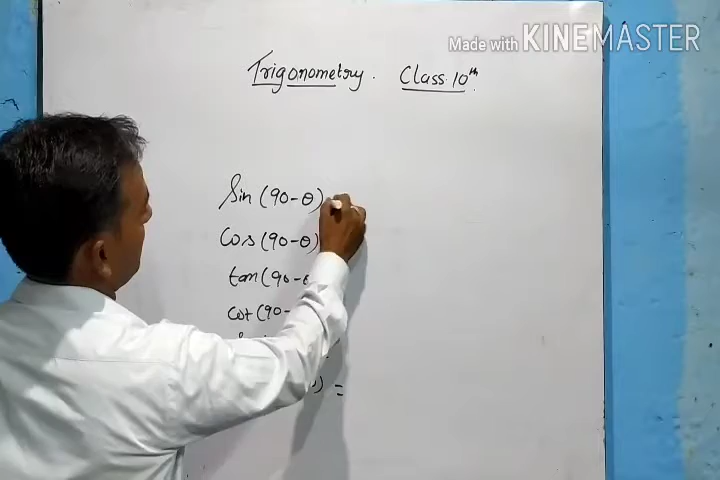 Made with KINEMASTER
Trigonometry. Class 10th
Sin (90-θ)
Cos (90-θ)
tan (90-
cot (90-
=